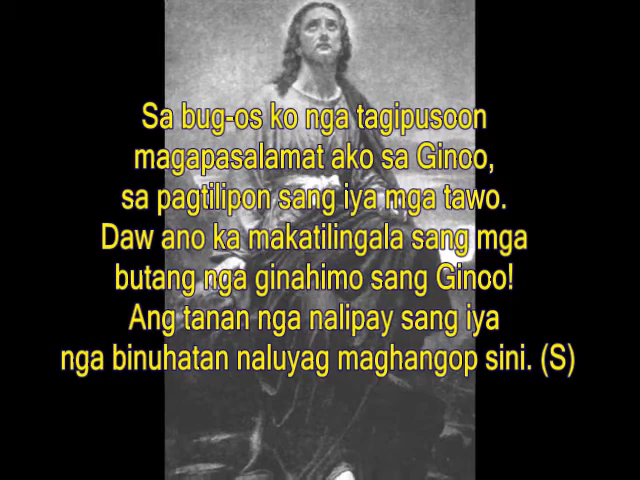 Sa bug-os ko nga tagipusoon
magapasalamat ako sa Ginoo,
sa pagtilipon sang iya mga tawo.
Daw ano ka makatilingala sang mga
butang nga ginahimo sang Ginoo!
Ang tanan nga nalipay sang iya
nga binuhatan naluyag maghangop sini. (S)